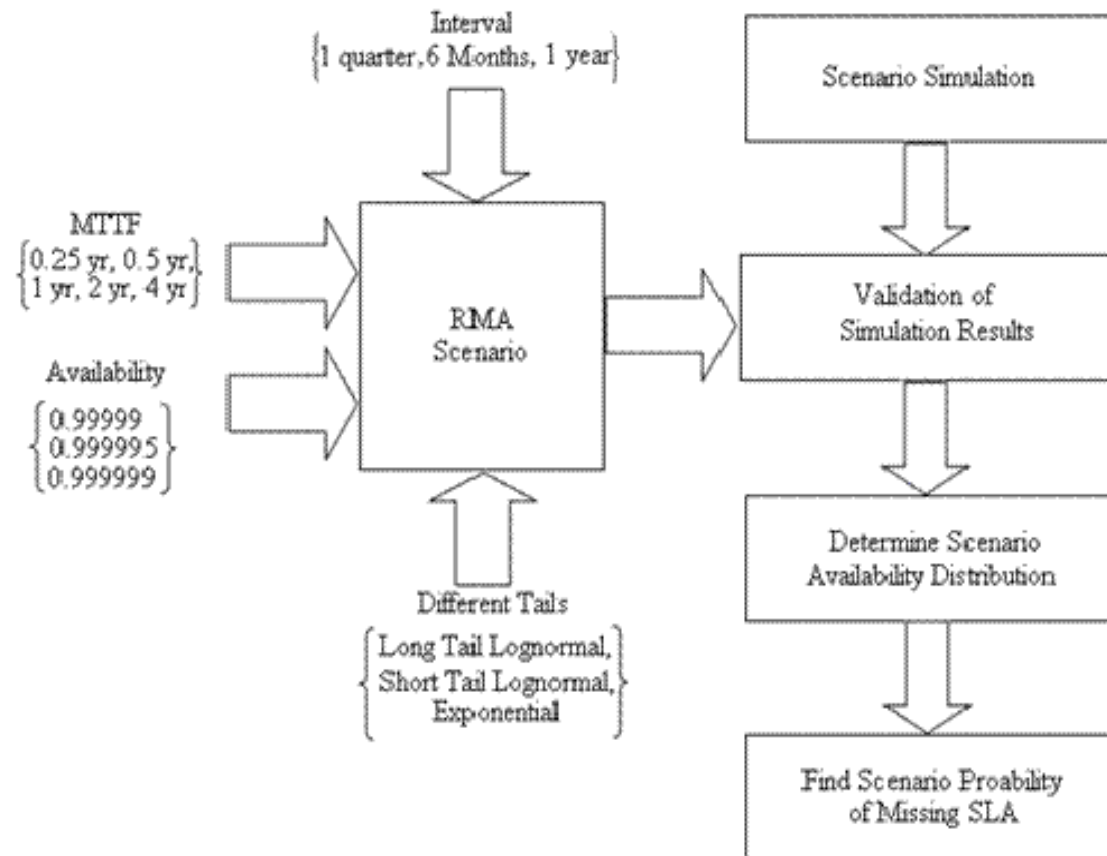 Interval
{1 quarter, 6 Months, 1 year}
Scenario Simulation
MTTF
{0.25 yr, 0.5 yr,
1 yr, 2 yr, 4 yr}
RMA
Scenario
Validation of
Simulation Results
Availability
{0.99999
0.999995
0.999999}
Determine Scenario
Availability Distribution
Different Tails
{Long Tail Lognormal,
Short Tail Lognormal,
Exponential}
Find Scenario Proability
of Missing SLA